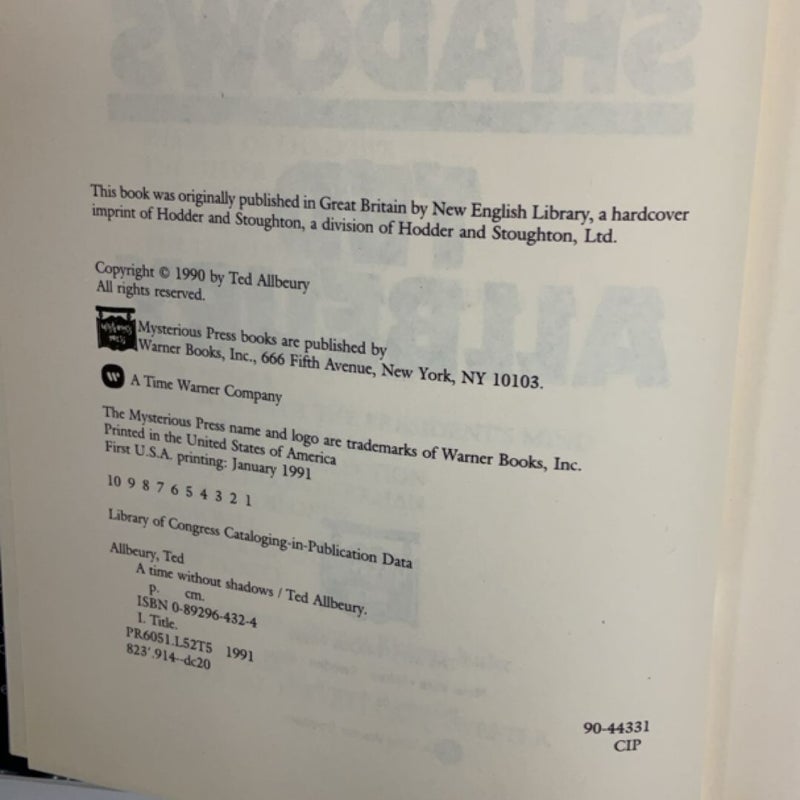 This book was originally published in Great Britain by New English Library, a hardcover
imprint of Hodder and Stoughton, a division of Hodder and Stoughton, Ltd.
Copyright © 1990 by Ted Allbeury
All rights reserved.
Mysterious Press books are published by
Warner Books, Inc., 666 Fifth Avenue, New York, NY 10103.
A Time Warner Company
The Mysterious Press name and logo are trademarks of Warner Books, Inc.
Printed in the United States of America
First U.S.A. printing: January 1991
10 9 8 7 6 5 4 3 2 1
Library of Congress Cataloging-in-Publication Data
Allbeury, Ted
A time without shadows / Ted Allbeury.
p. cm.
ISBN 0-89296-432-4
I. Title.
PR6051.L52T5 1991
823'.914--dc20
90-44331
CIP